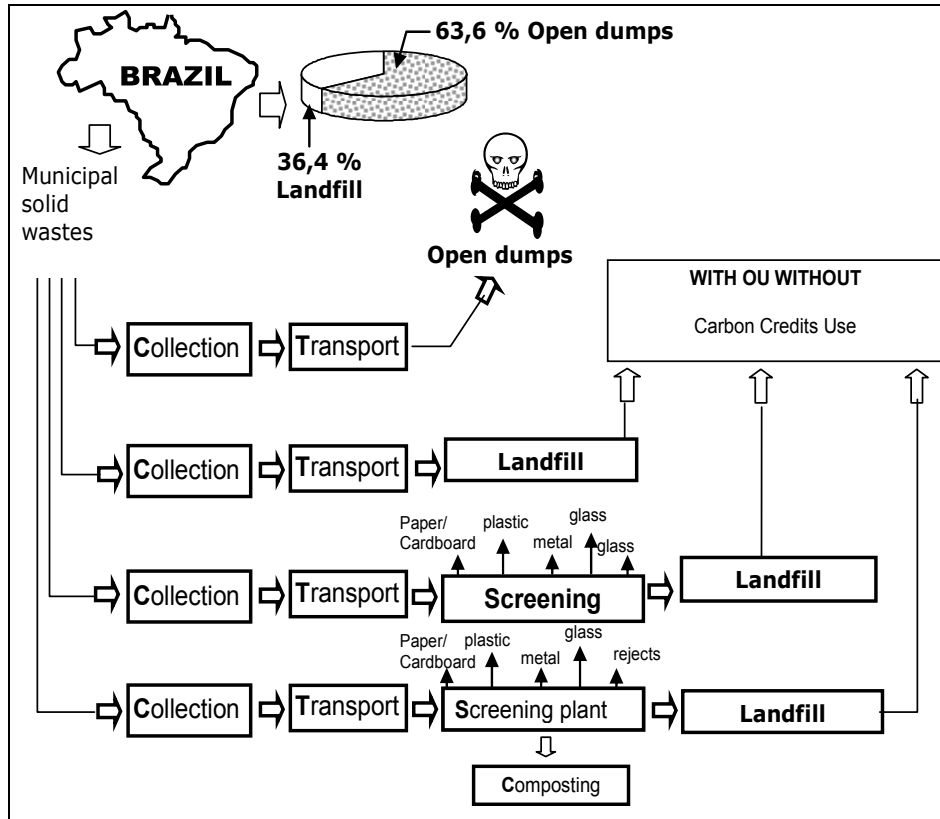 63,6 % Open dumps
BRAZIL
36,4 %
Landfill
Municipal
solid
wastes
Open dumps
WITH OU WITHOUT
Carbon Credits Use
Collection
Transport
Collection
Transport
Landfill
Paper/
Cardboard
plastic
metal
glass
glass
Collection
Transport
Screening
Landfill
Paper/
Cardboard
plastic
metal
glass
rejects
Collection
Transport
Screening plant
Landfill
Composting